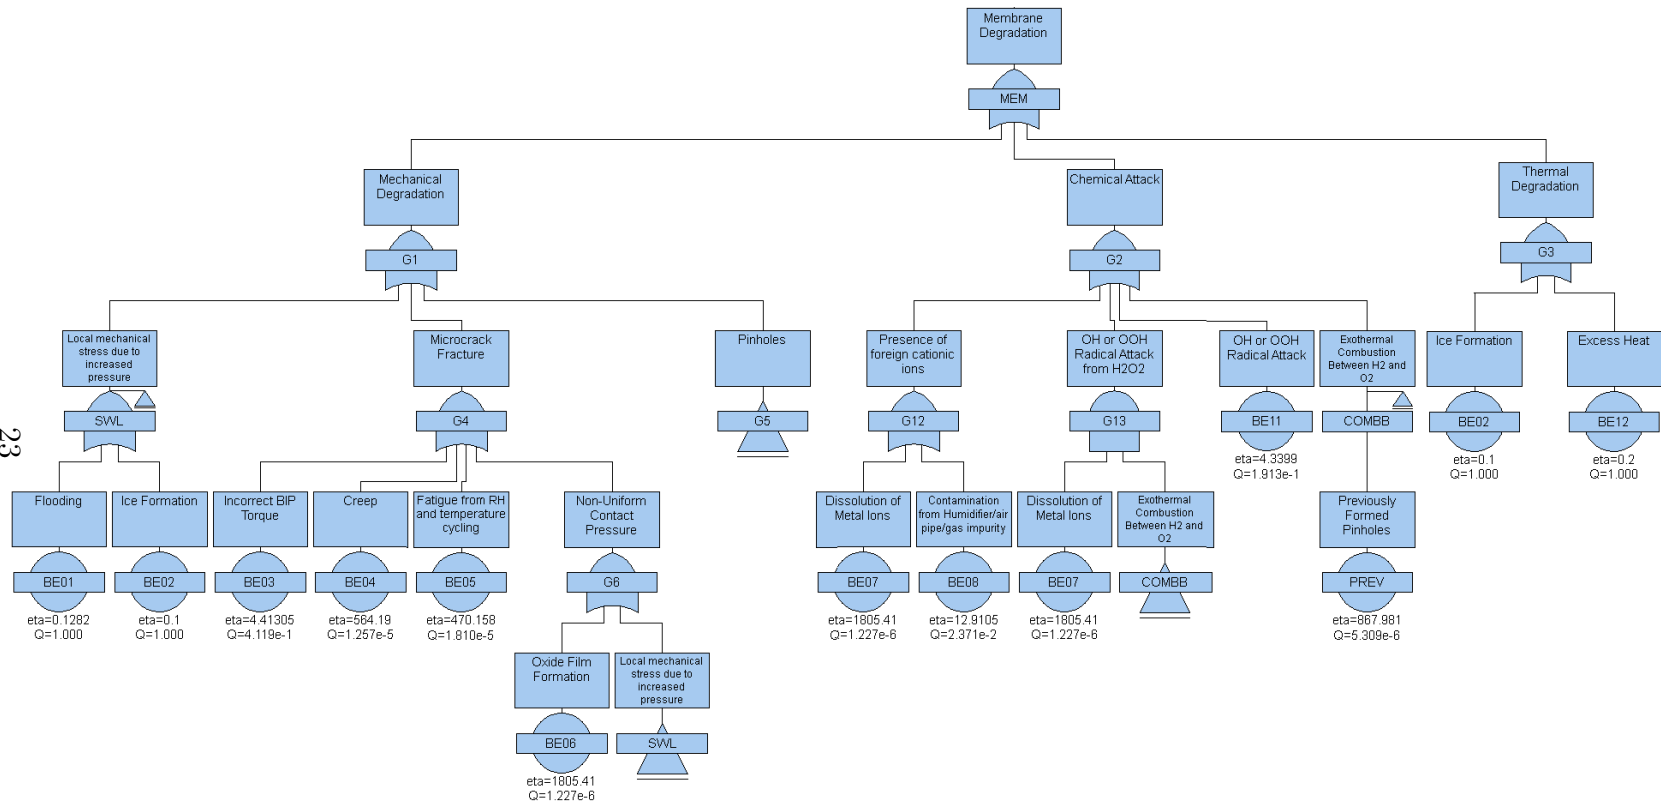 Membrane
Degradation
MEM
Mechanical
Degradation
G1
Chemical Attack
G2
Thermal
Degradation
G3
Local mechanical
stress due to
increased
pressure
SWL
Microcrack
Fracture
G4
Pinholes
G5
Presence of
foreign cationic
ions
G12
OH or OOH
Radical Attack
from H2O2
G13
OH or OOH
Radical Attack
BE11
eta=4.3399
Q=1.913e-1
Exothermal
Combustion
Between H2 and
O2
COMBB
Ice Formation
BE02
eta=0.1
Q=1.000
Excess Heat
BE12
eta=0.2
Q=1.000
Flooding
BE01
eta=0.1282
Q=1.000
Ice Formation
BE02
eta=0.1
Q=1.000
Incorrect BIP
Torque
BE03
eta=4.41305
Q=4.119e-1
Creep
BE04
eta=564.19
Q=1.257e-5
Fatigue from RH
and temperature
cycling
BE05
eta=470.158
Q=1.810e-5
Non-Uniform
Contact
Pressure
G6
Dissolution of
Metal Ions
BE07
eta=1805.41
Q=1.227e-6
Contamination
from Humidifier/air
pipe/gas impurity
BE08
eta=12.9105
Q=2.371e-2
Dissolution of
Metal Ions
BE07
eta=1805.41
Q=1.227e-6
Exothermal
Combustion
Between H2 and
O2
COMBB
Previously
Formed
Pinholes
PREV
eta=867.981
Q=5.309e-6
Oxide Film
Formation
BE06
eta=1805.41
Q=1.227e-6
Local mechanical
stress due to
increased
pressure
SWL
23